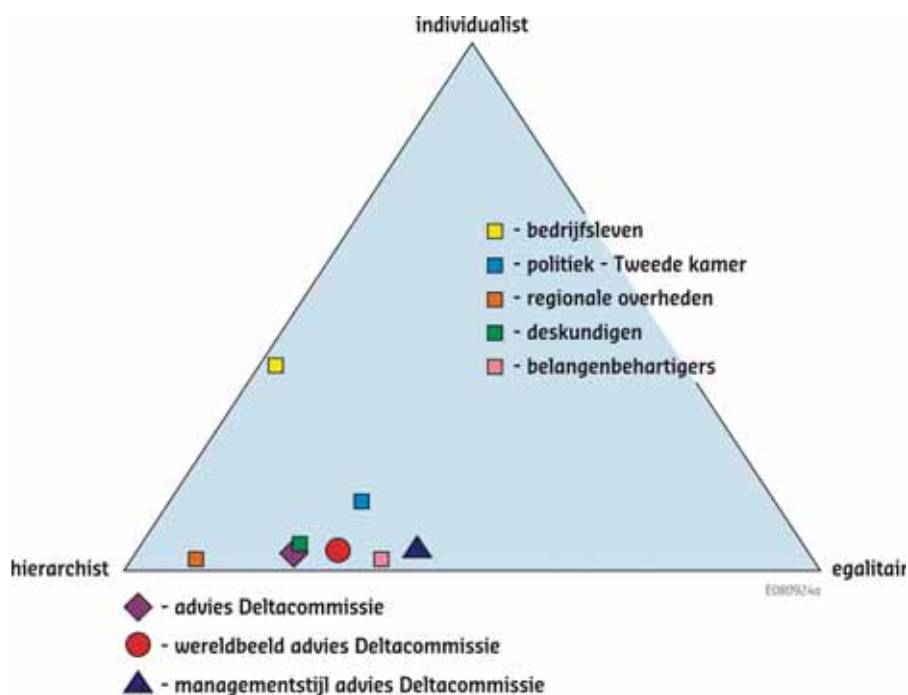 individualist
- bedrijfsleven
- politiek - Tweede kamer
- regionale overheden
- deskundigen
- belangenbehartigers
hierarchist
egalitair
E080924a
- advies Deltacommissie
- wereldbeeld advies Deltacommissie
- managementstijl advies Deltacommissie